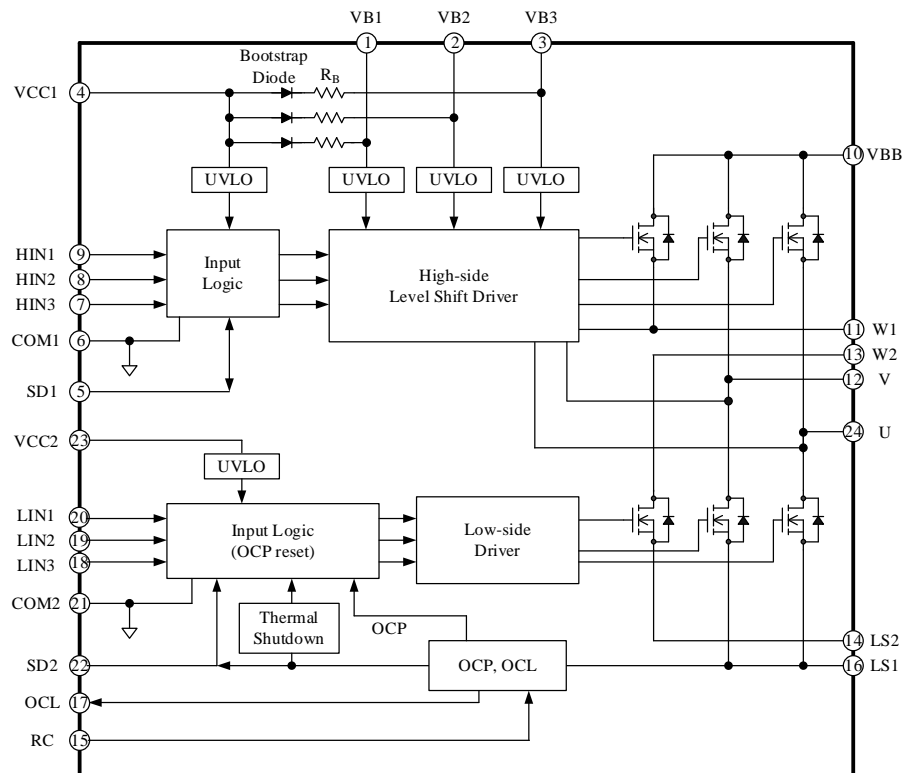 VB1 VB2 VB3
1 2 3
Bootstrap
Diode
RB
VCC1 4
UVLO UVLO UVLO UVLO
10 VBB
HIN1 9
HIN2 8
HIN3 7
Input
Logic
High-side
Level Shift Driver
COM1 6
11 W1
13 W2
12 V
SD1 5
24 U
VCC2 23
UVLO
LIN1 20
LIN2 19
LIN3 18
Input Logic
(OCP reset)
Low-side
Driver
COM2 21
Thermal
Shutdown
OCP
14 LS2
SD2 22
OCP, OCL
16 LS1
OCL 17
RC 15